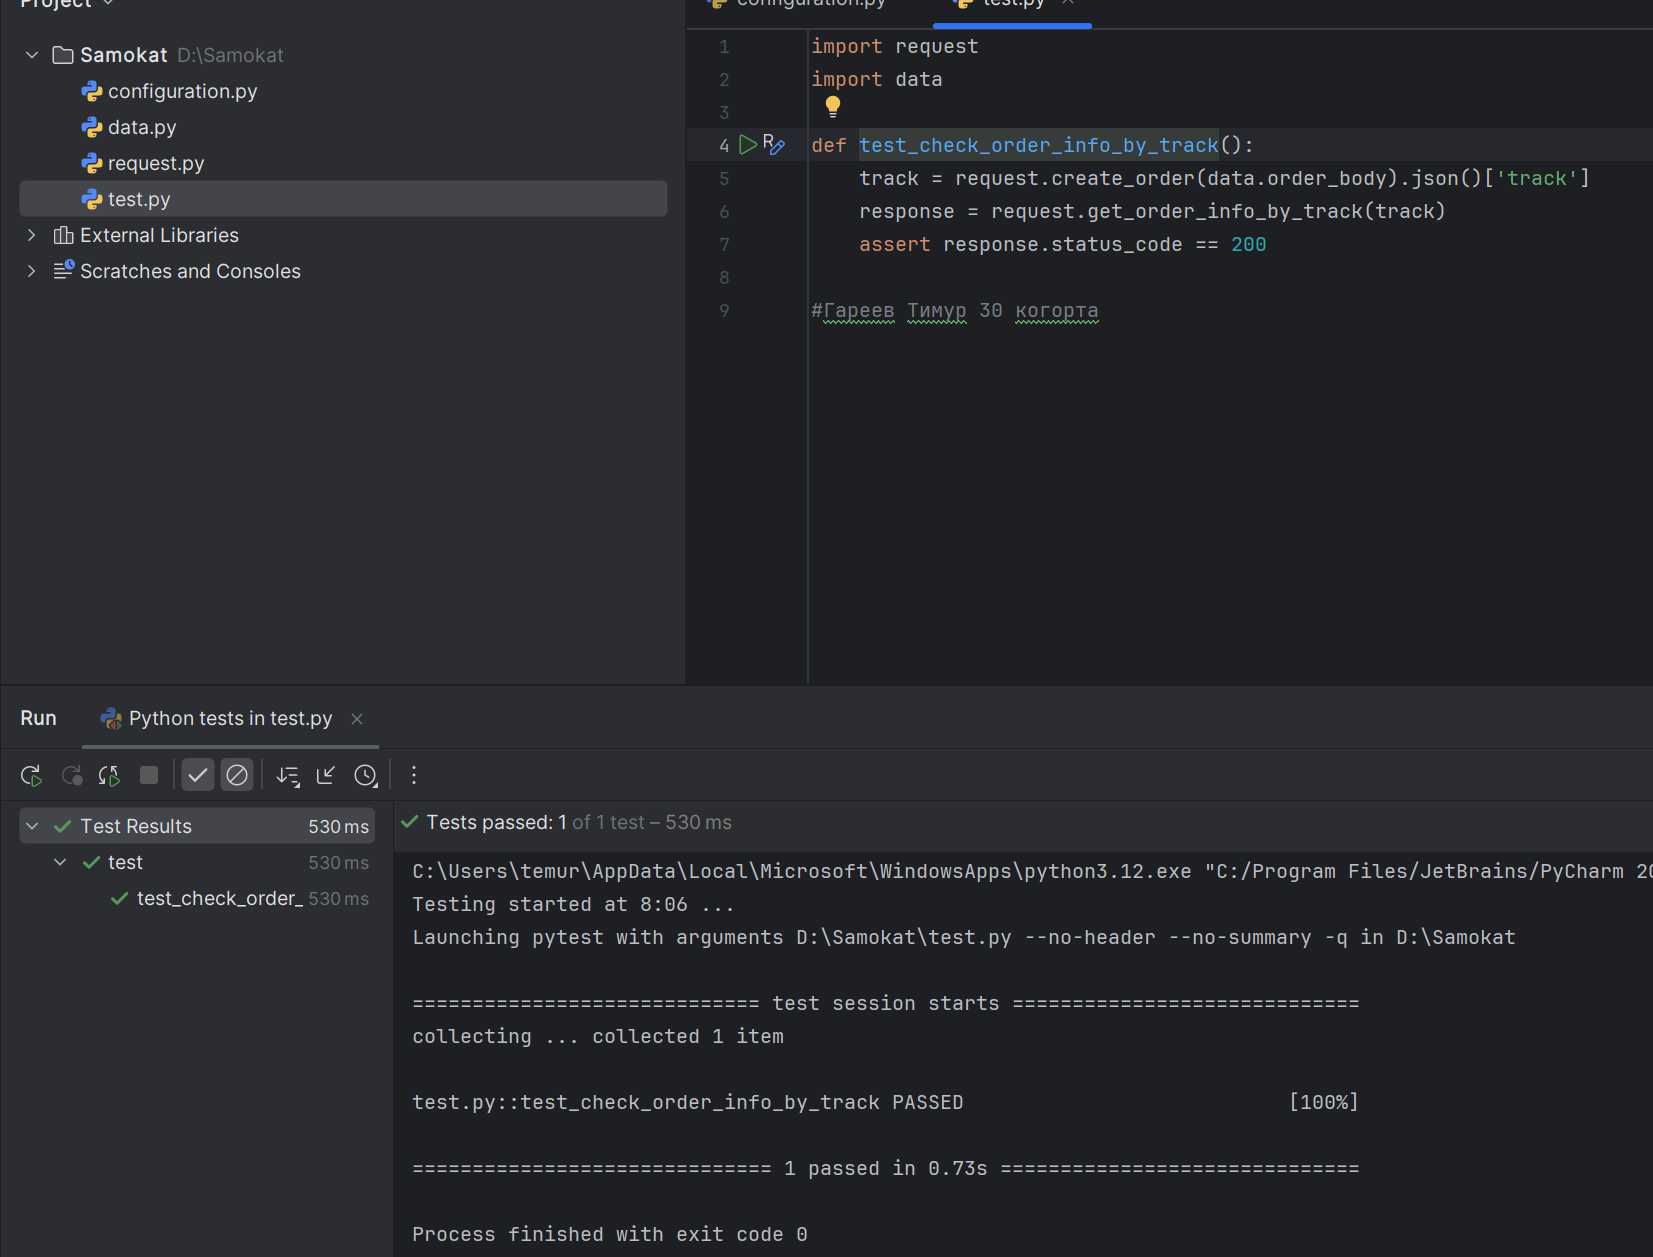 Project
Samokat D:\Samokat
configuration.py
data.py
request.py
test.py
External Libraries
Scratches and Consoles
configuration.py
test.py
1 import request
2 import data
3
4 def test_check_order_info_by_track():
5 track = request.create_order(data.order_body).json()['track']
6 response = request.get_order_info_by_track(track)
7 assert response.status_code == 200
8
9 #Гареев Тимур 30 когорта
Run Python tests in test.py
Test Results 530 ms
test 530 ms
test_check_order_ 530 ms
Tests passed: 1 of 1 test – 530 ms
C:\Users\temur\AppData\Local\Microsoft\WindowsApps\python3.12.exe "C:/Program Files/JetBrains/PyCharm 20
Testing started at 8:06 ...
Launching pytest with arguments D:\Samokat\test.py --no-header --no-summary -q in D:\Samokat
============================= test session starts =============================
collecting ... collected 1 item
test.py::test_check_order_info_by_track PASSED [100%]
============================== 1 passed in 0.73s ==============================
Process finished with exit code 0